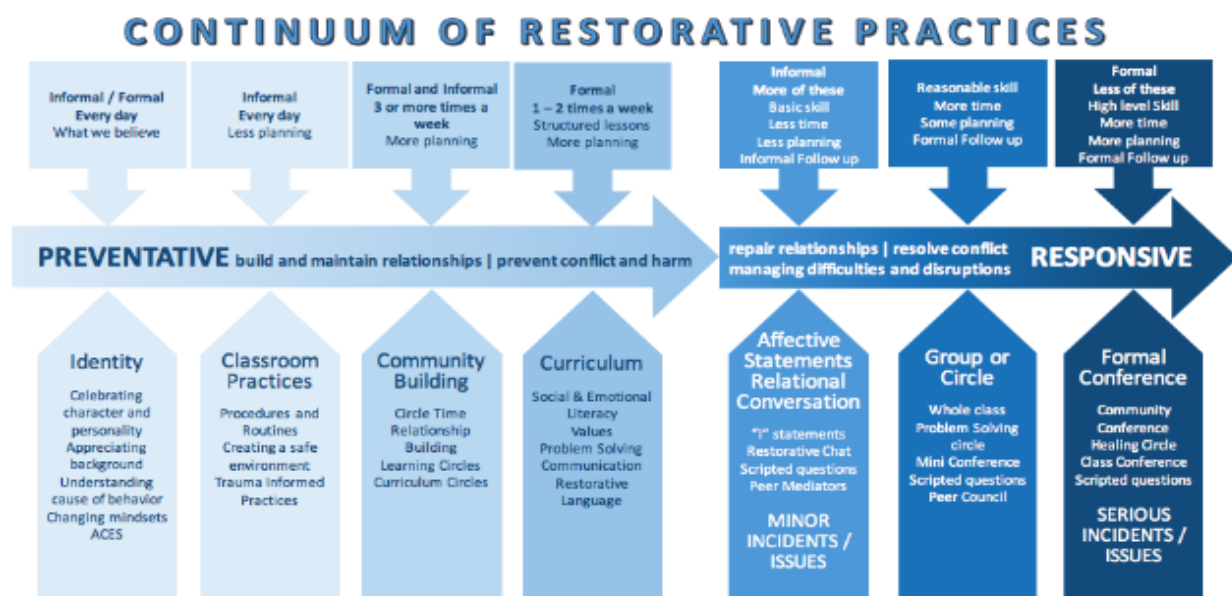 CONTINUUM OF RESTORATIVE PRACTICES
Informal / Formal
Every day
What we believe
Informal
Every day
Less planning
Formal and Informal
3 or more times a
week
More planning
Formal
1 – 2 times a week
Structured lessons
More planning
Informal
More of these
Basic skill
Less time
Less planning
Informal Follow up
Reasonable skill
More time
Some planning
Formal Follow up
Formal
Less of these
High level Skill
More time
More planning
Formal Follow up
PREVENTATIVE build and maintain relationships | prevent conflict and harm
repair relationships | resolve conflict
managing difficulties and disruptions
RESPONSIVE
Identity
Celebrating
character and
personality
Appreciating
background
Understanding
cause of behavior
Changing mindsets
ACES
Classroom
Practices
Procedures and
Routines
Creating a safe
environment
Trauma Informed
Practices
Community
Building
Circle Time
Relationship
Building
Learning Circles
Curriculum Circles
Curriculum
Social & Emotional
Literacy
Values
Problem Solving
Communication
Restorative
Language
Affective
Statements
Relational
Conversation
"I" statements
Restorative Chat
Scripted questions
Peer Mediators
MINOR
INCIDENTS /
ISSUES
Group or
Circle
Whole class
Problem Solving
circle
Mini Conference
Scripted questions
Peer Council
Formal
Conference
Community
Conference
Healing Circle
Class Conference
Scripted questions
SERIOUS
INCIDENTS /
ISSUES